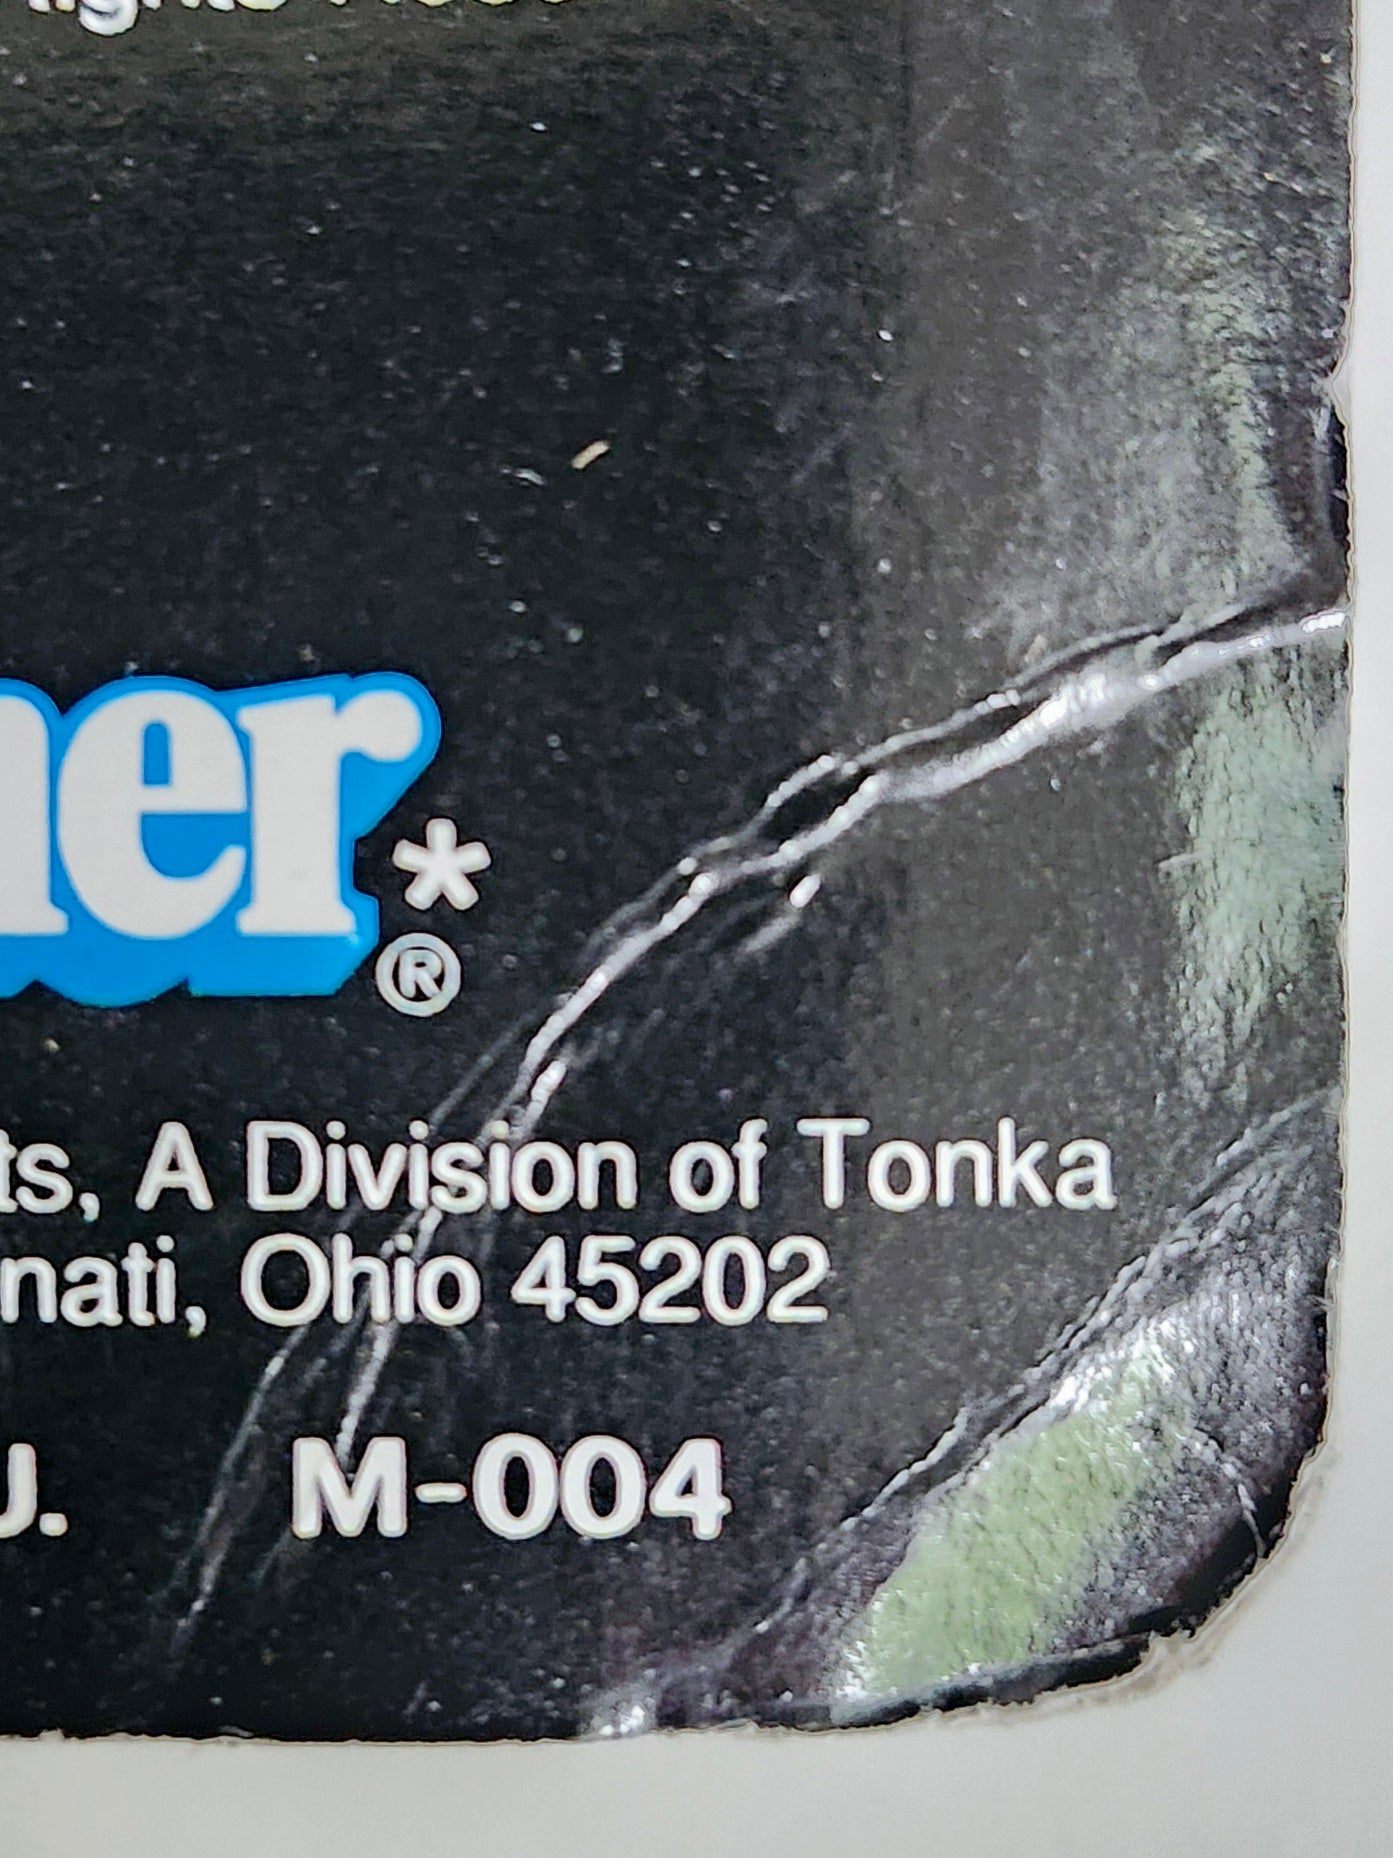 ner*
®
ts, A Division of Tonka
nati, Ohio 45202
J. M-004